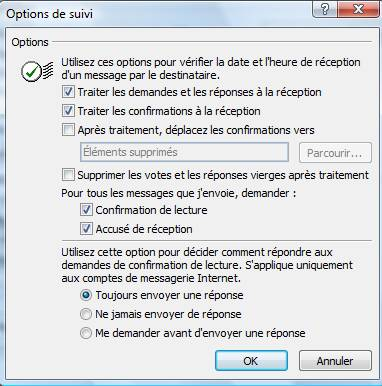 Options de suivi
Options
Utilisez ces options pour vérifier la date et l'heure de réception
d'un message par le destinataire.
Traiter les demandes et les réponses à la réception
Traiter les confirmations à la réception
Après traitement, déplacez les confirmations vers
Éléments supprimés
Parcourir...
Supprimer les votes et les réponses vierges après traitement
Pour tous les messages que j'envoie, demander :
Confirmation de lecture
Accusé de réception
Utilisez cette option pour décider comment répondre aux
demandes de confirmation de lecture. S'applique uniquement
aux comptes de messagerie Internet.
Toujours envoyer une réponse
Ne jamais envoyer de réponse
Me demander avant d'envoyer une réponse
OK
Annuler